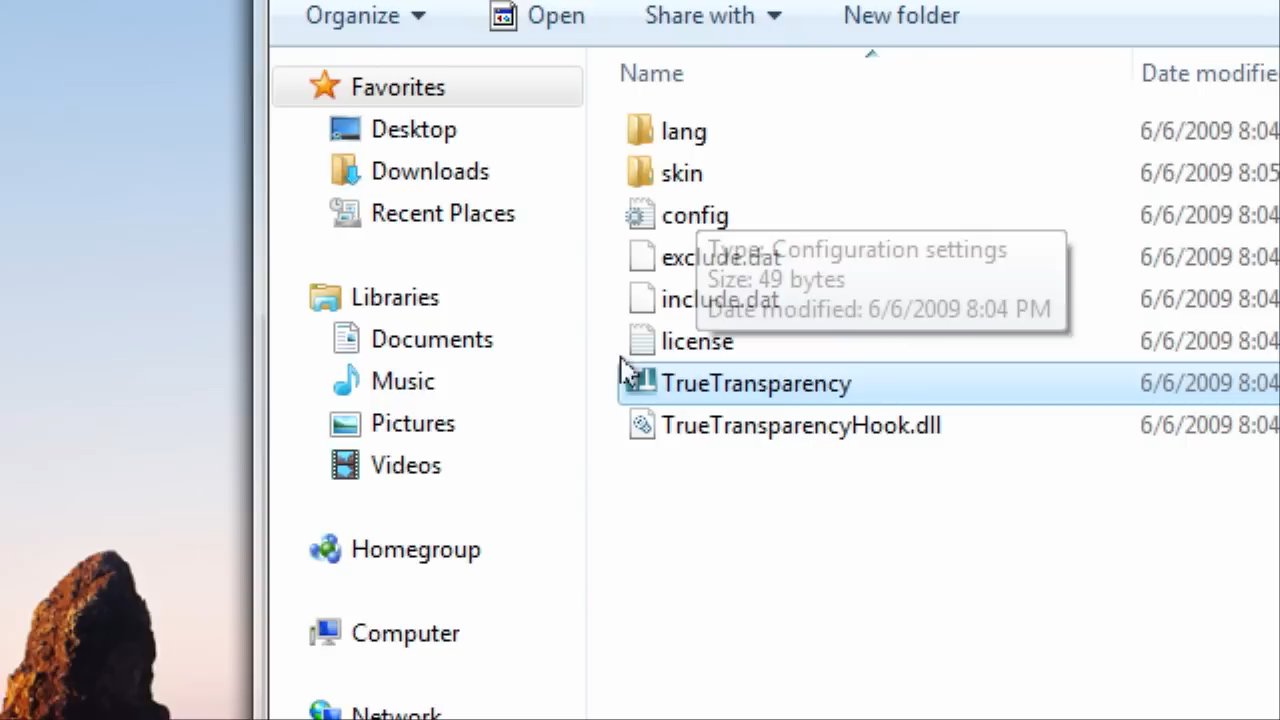 Organize Open Share with New folder
Name Date modifie
Favorites
Desktop
Downloads
Recent Places
Libraries
Documents
Music
Pictures
Videos
Homegroup
Computer
Network
lang 6/6/2009 8:04
skin 6/6/2009 8:05
config 6/6/2009 8:04
exclude.dat 6/6/2009 8:04
include.dat 6/6/2009 8:04
license 6/6/2009 8:04
TrueTransparency 6/6/2009 8:04
TrueTransparencyHook.dll 6/6/2009 8:04
Type: Configuration settings
Size: 49 bytes
Date modified: 6/6/2009 8:04 PM